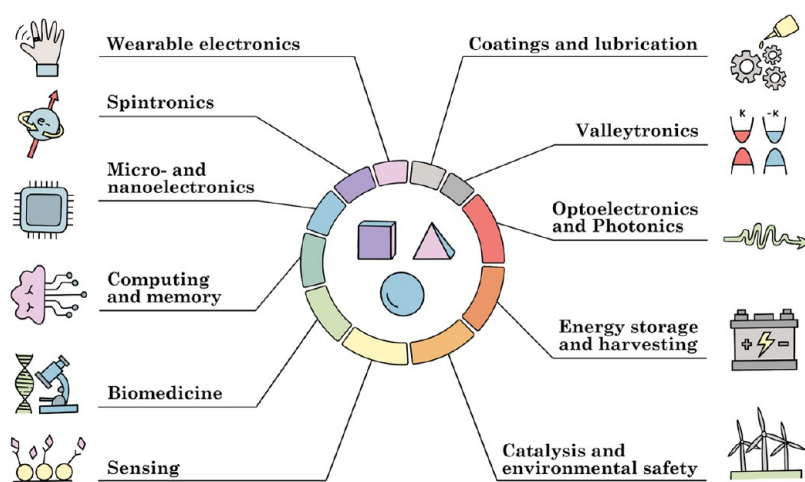 Wearable electronics
Spintronics
Micro- and
nanoelectronics
Computing
and memory
Biomedicine
Sensing
Coatings and lubrication
K -K
Valleytronics
Optoelectronics
and Photonics
Energy storage
and harvesting
+ -
Catalysis and
environmental safety